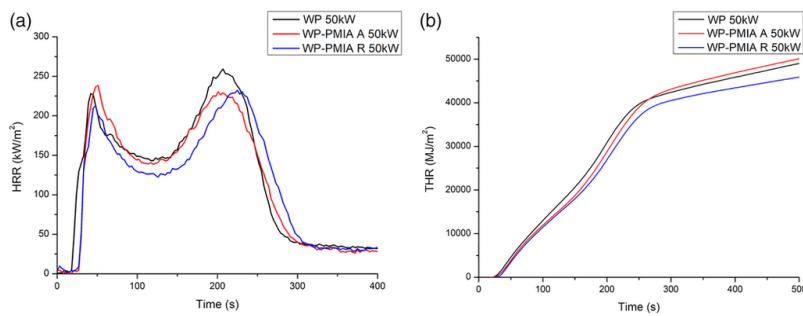 (a)
WP 50kW
WP-PMIA A 50kW
WP-PMIA R 50kW
300
250
200
150
100
50
0
HRR (kW/m²)
0 100 200 300 400
Time (s)
(b)
WP 50kW
WP-PMIA A 50kW
WP-PMIA R 50kW
50000
40000
30000
20000
10000
0
THR (MJ/m²)
0 100 200 300 400 500
Time (s)